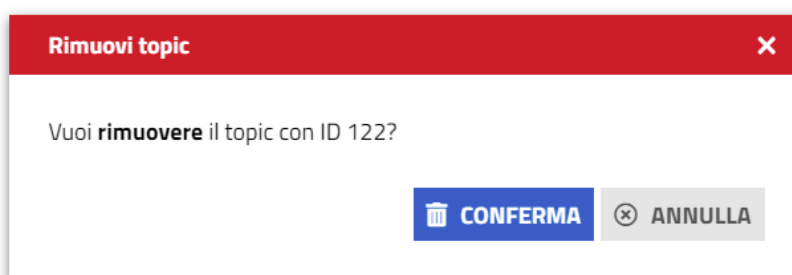 Rimuovi topic
Vuoi rimuovere il topic con ID 122?
CONFERMA ANNULLA